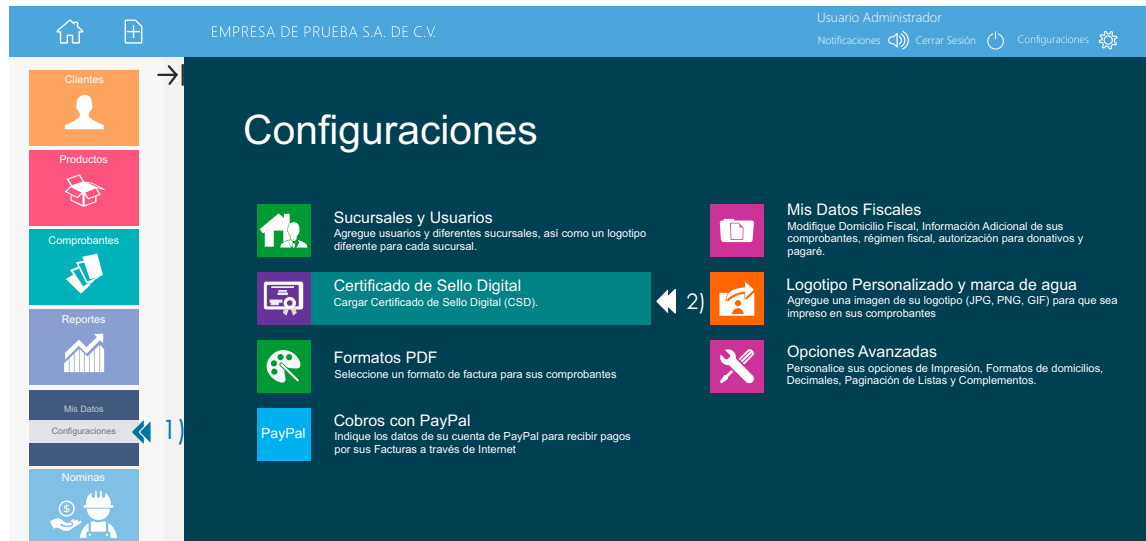 EMPRESA DE PRUEBA S.A. DE C.V.
Usuario Administrador
Notificaciones Cerrar Sesión Configuraciones
Clientes
Productos
Comprobantes
Reportes
Mis Datos
Configuraciones
1)
Nominas
$
Configuraciones
Sucursales y Usuarios
Agregue usuarios y diferentes sucursales, así como un logotipo
diferente para cada sucursal.
Certificado de Sello Digital
Cargar Certificado de Sello Digital (CSD).
2)
Formatos PDF
Seleccione un formato de factura para sus comprobantes
PayPal
Cobros con PayPal
Indique los datos de su cuenta de PayPal para recibir pagos
por sus Facturas a través de Internet
Mis Datos Fiscales
Modifique Domicilio Fiscal, Información Adicional de sus
comprobantes, régimen fiscal, autorización para donativos y
pagaré.
Logotipo Personalizado y marca de agua
Agregue una imagen de su logotipo (JPG, PNG, GIF) para que sea
impreso en sus comprobantes
Opciones Avanzadas
Personalice sus opciones de Impresión, Formatos de domicilios,
Decimales, Paginación de Listas y Complementos.